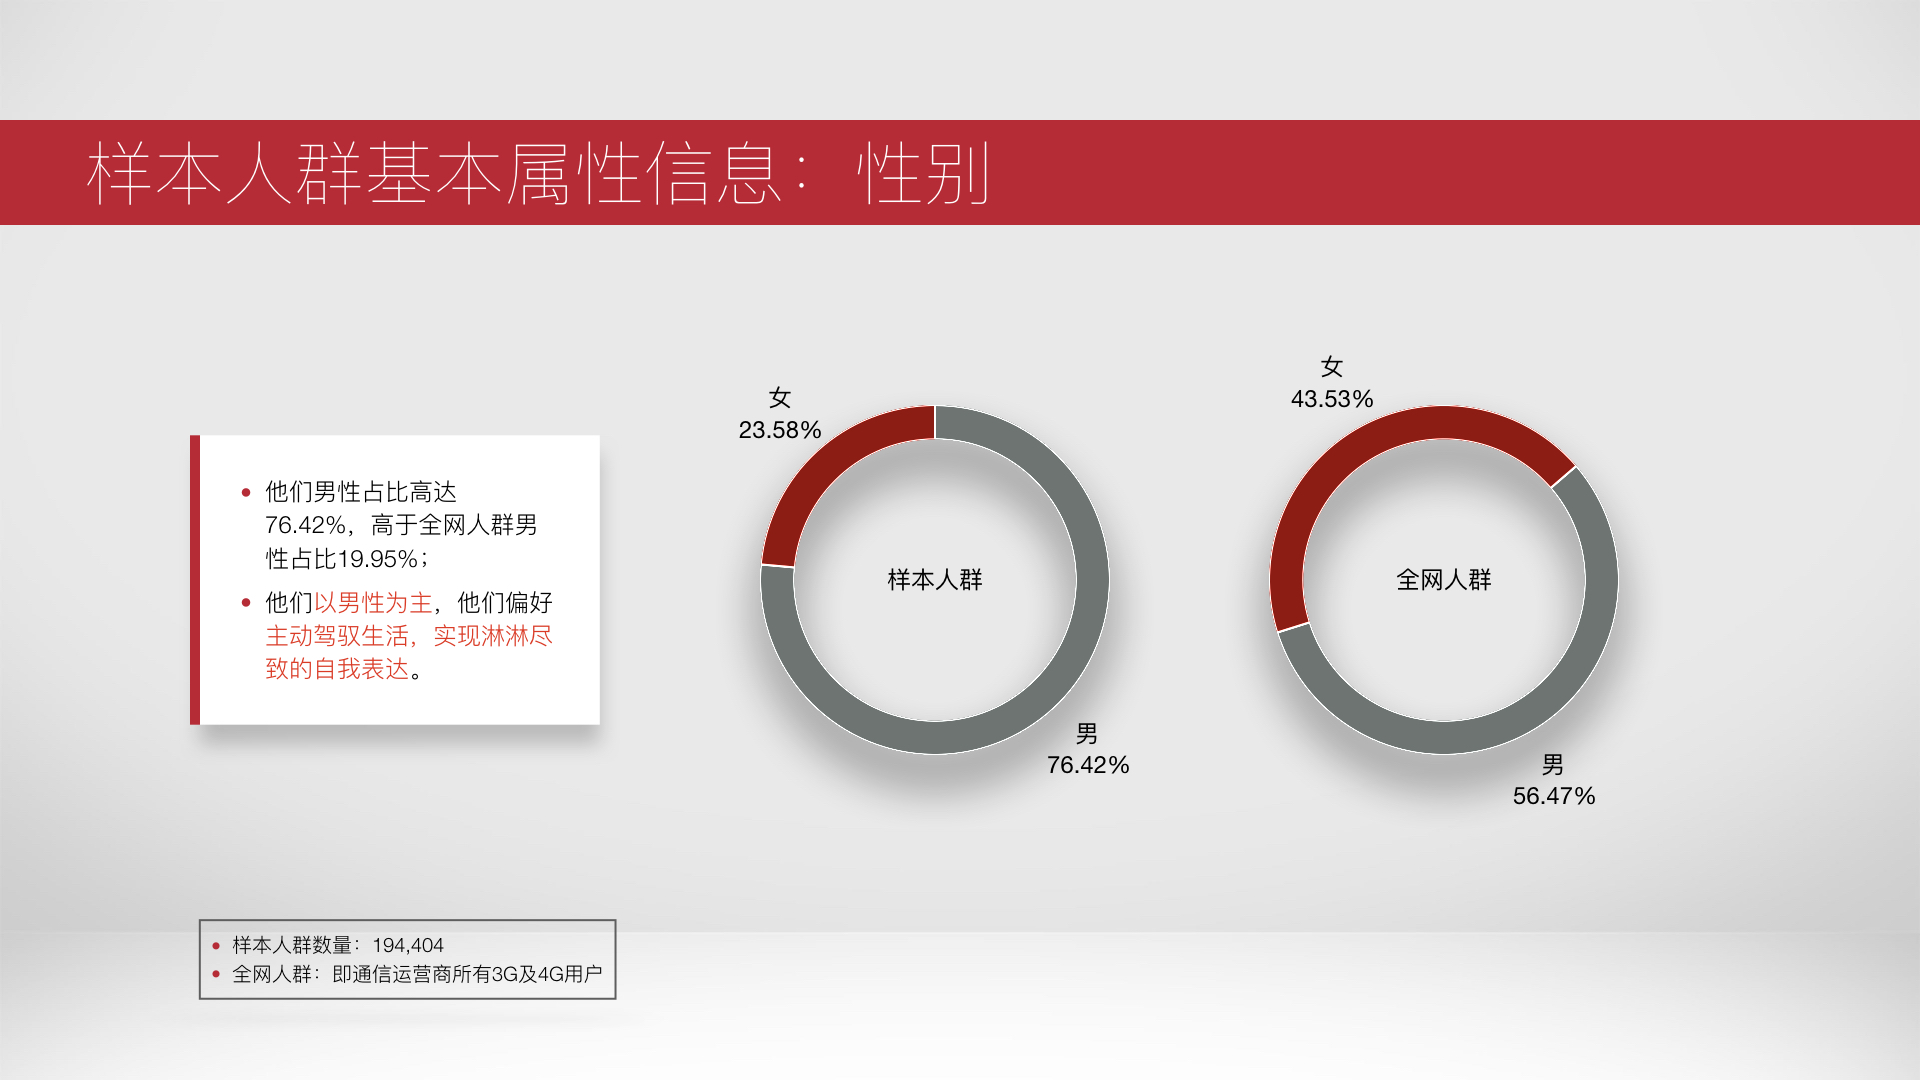 样本人群基本属性信息：性别
他们男性占比高达
76.42%，高于全网人群男
性占比19.95%；
他们以男性为主，他们偏好
主动驾驭生活，实现淋淋尽
致的自我表达。
女
23.58%
样本人群
男
76.42%
女
43.53%
全网人群
男
56.47%
样本人群数量：194,404
全网人群：即通信运营商所有3G及4G用户